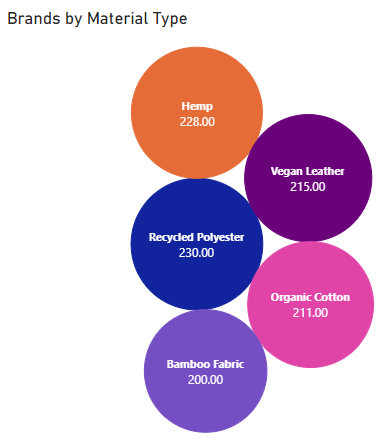 Brands by Material Type
Hemp
228.00
Vegan Leather
215.00
Recycled Polyester
230.00
Organic Cotton
211.00
Bamboo Fabric
200.00